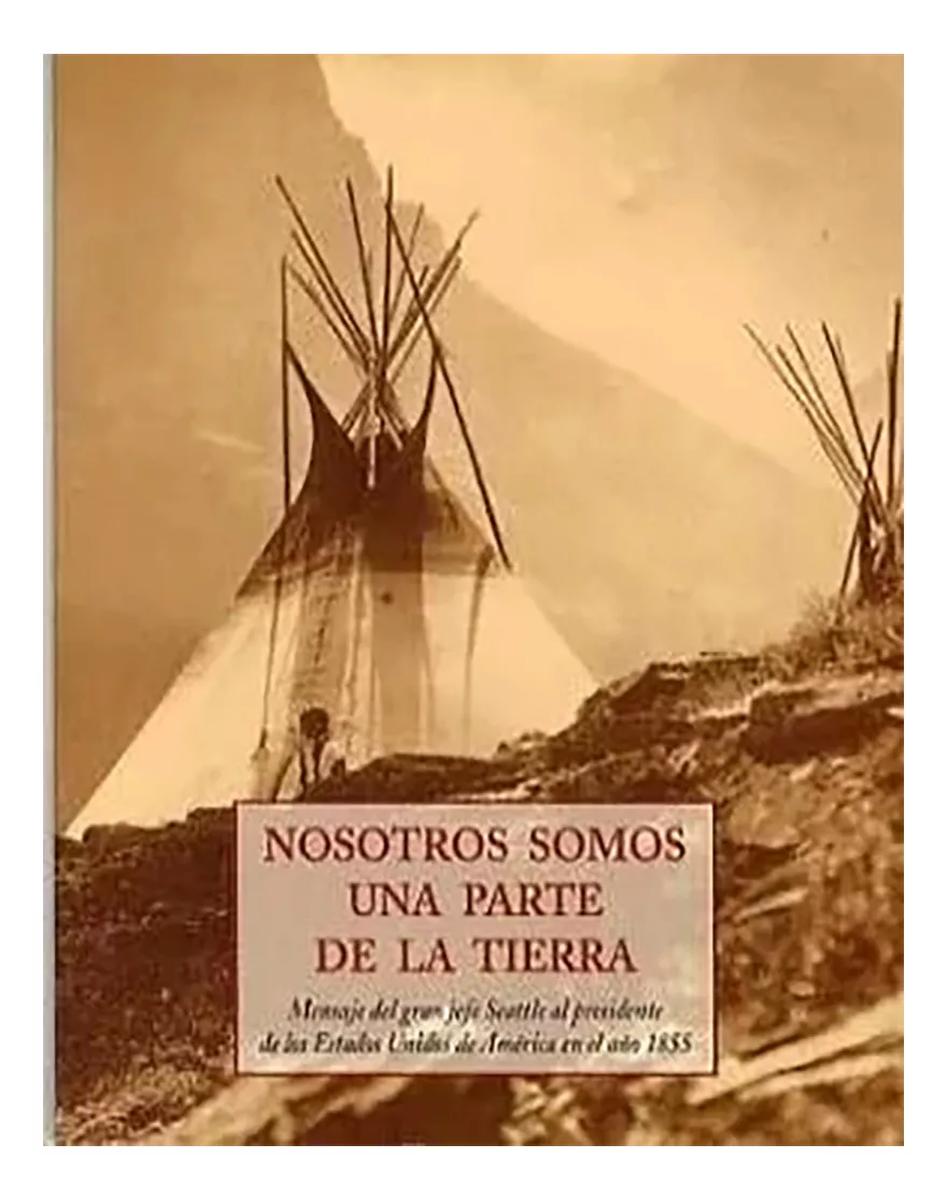 NOSOTROS SOMOS
UNA PARTE
DE LA TIERRA
Mensaje del gran jefe Seattle al presidente
de los Estados Unidos de América en el año 1855